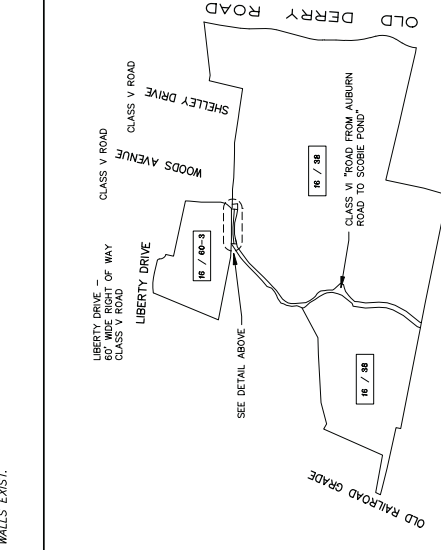 WALLS EXIST.
LIBERTY DRIVE –
60' WIDE RIGHT OF WAY
CLASS V ROAD
LIBERTY DRIVE
CLASS V ROAD
WOODS AVENUE
CLASS V ROAD
SHELLEY DRIVE
OLD DERRY ROAD
16 / 60-3
SEE DETAIL ABOVE
16 / 38
CLASS VI "ROAD FROM AUBURN
ROAD TO SCOBIE POND"
16 / 38
OLD RAILROAD GRADE